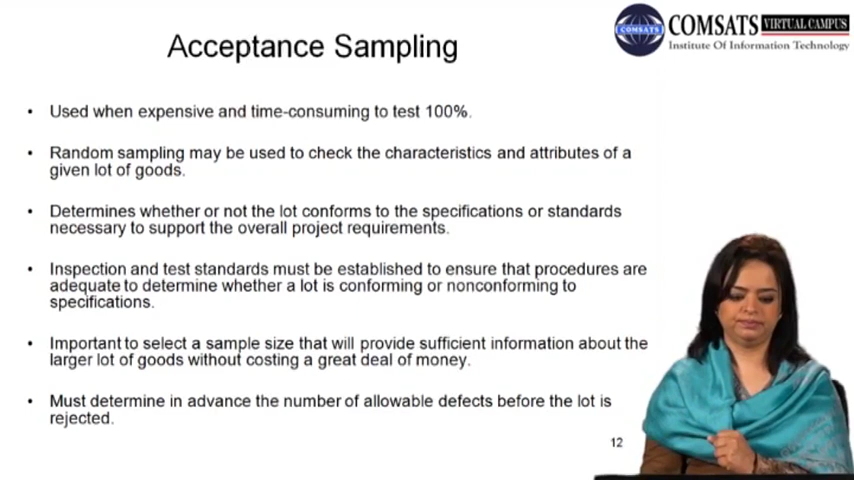 COMSATS
COMSATS VIRTUAL CAMPUS
Institute Of Information Technology
Acceptance Sampling
• Used when expensive and time-consuming to test 100%.
• Random sampling may be used to check the characteristics and attributes of a
given lot of goods.
• Determines whether or not the lot conforms to the specifications or standards
necessary to support the overall project requirements.
• Inspection and test standards must be established to ensure that procedures are
adequate to determine whether a lot is conforming or nonconforming to
specifications.
• Important to select a sample size that will provide sufficient information about the
larger lot of goods without costing a great deal of money.
• Must determine in advance the number of allowable defects before the lot is
rejected.
12